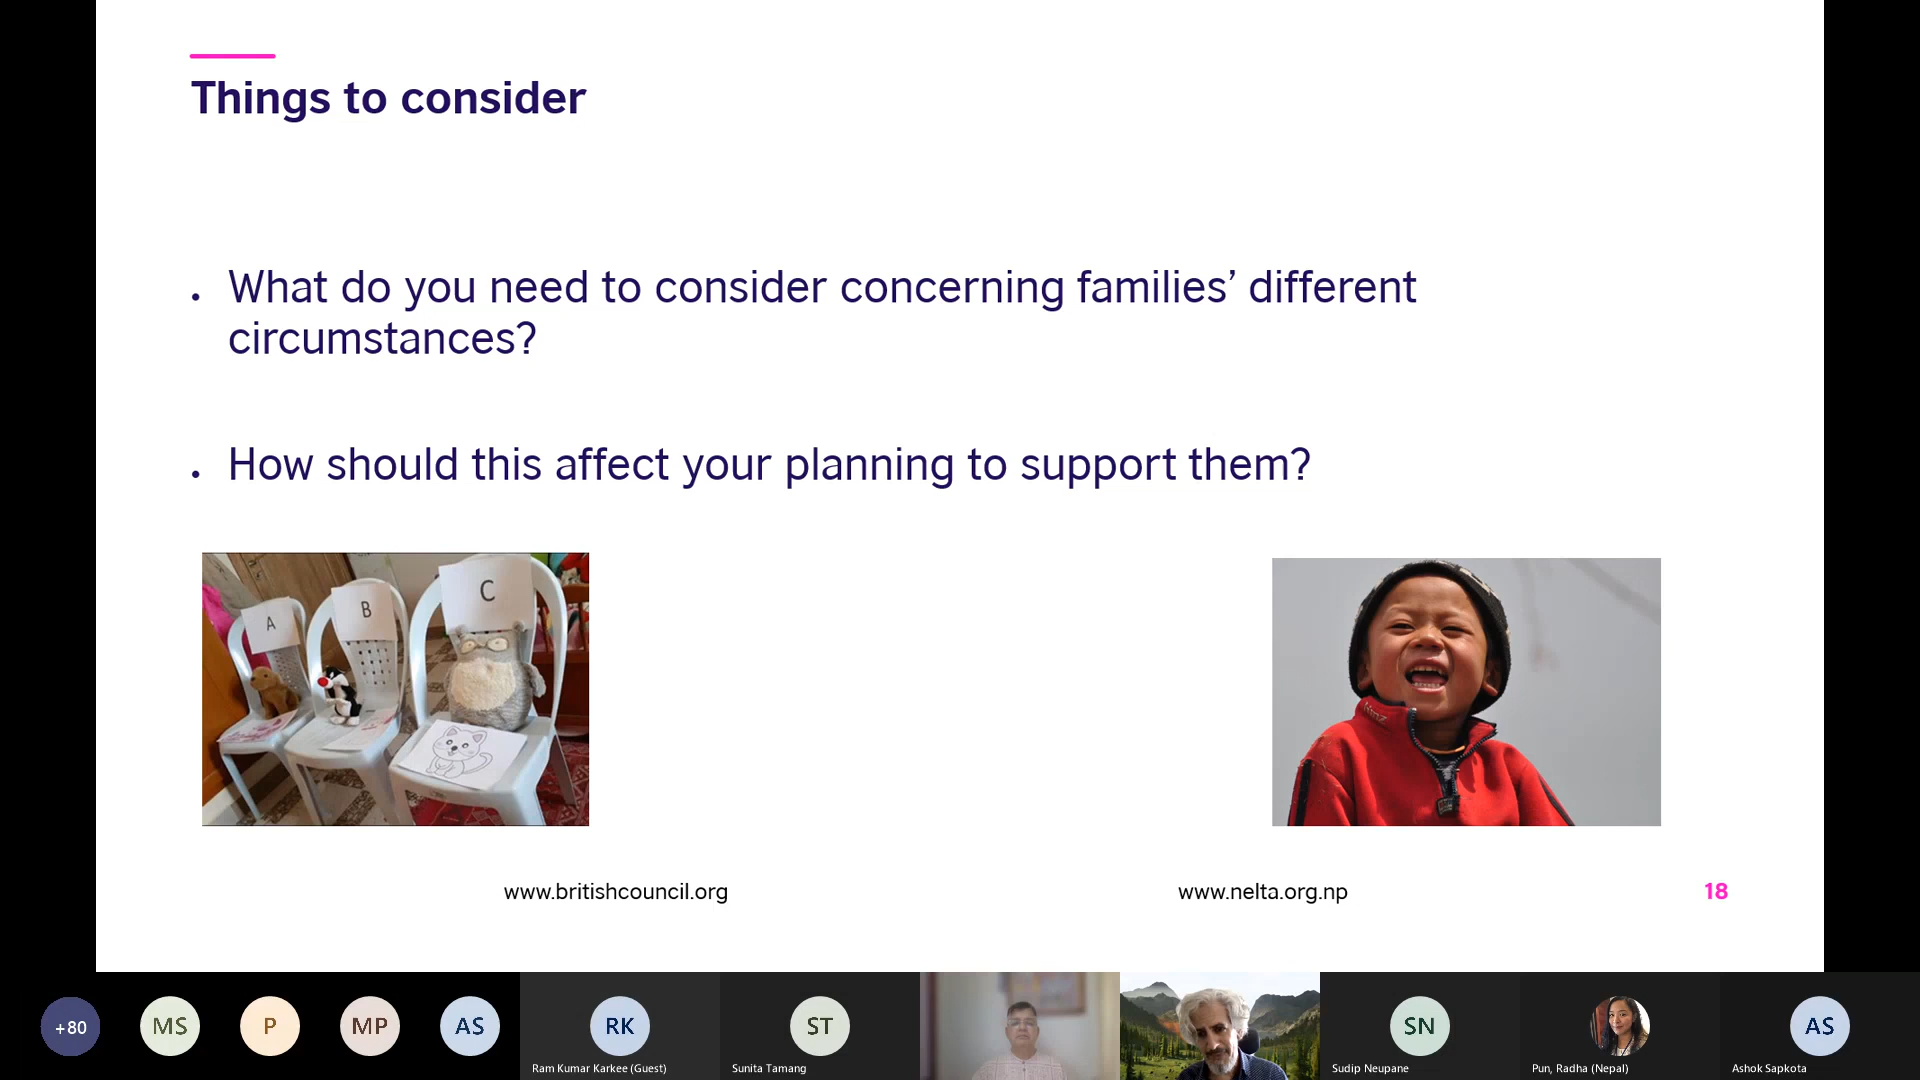 Things to consider
• What do you need to consider concerning families’ different
circumstances?
• How should this affect your planning to support them?
A
B
C
www.britishcouncil.org
www.nelta.org.np
18
+80
MS
P
MP
AS
RK
Ram Kumar Karkee (Guest)
ST
Sunita Tamang
SN
Sudip Neupane
Pun, Radha (Nepal)
AS
Ashok Sapkota